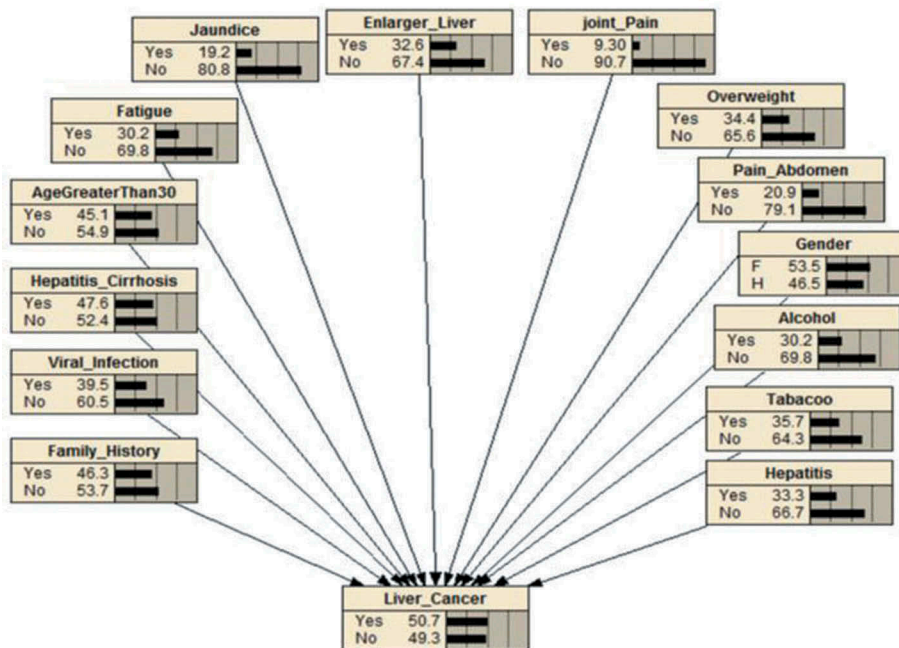 Jaundice
Yes 19.2
No 80.8
Enlarger_Liver
Yes 32.6
No 67.4
joint_Pain
Yes 9.30
No 90.7
Fatigue
Yes 30.2
No 69.8
Overweight
Yes 34.4
No 65.6
AgeGreaterThan30
Yes 45.1
No 54.9
Pain_Abdomen
Yes 20.9
No 79.1
Hepatitis_Cirrhosis
Yes 47.6
No 52.4
Gender
F 53.5
H 46.5
Viral_Infection
Yes 39.5
No 60.5
Alcohol
Yes 30.2
No 69.8
Family_History
Yes 46.3
No 53.7
Tabacoo
Yes 35.7
No 64.3
Hepatitis
Yes 33.3
No 66.7
Liver_Cancer
Yes 50.7
No 49.3